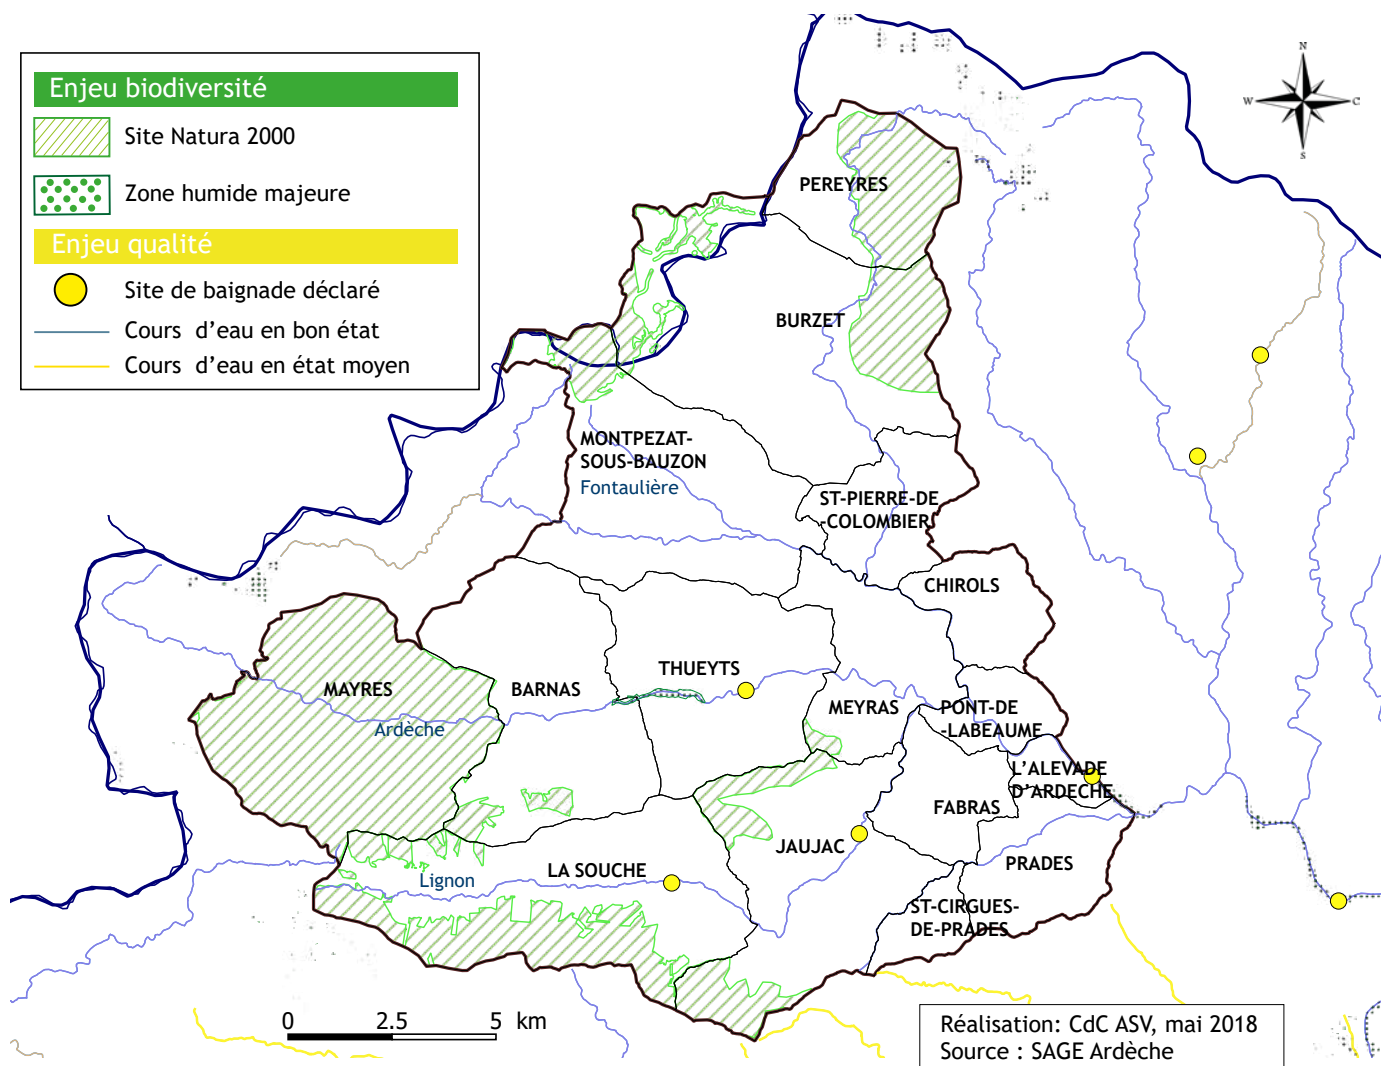 Enjeu biodiversité
Site Natura 2000
Zone humide majeure
Enjeu qualité
Site de baignade déclaré
Cours d'eau en bon état
Cours d'eau en état moyen
N
W
C
S
PEREYRES
BURZET
MONTPEZAT-
SOUS-BAUZON
Fontaulière
ST-PIERRE-DE
-COLOMBIER
CHIROLS
THUEYTS
MAYRES
BARNAS
Ardèche
MEYRAS
PONT-DE
-LABEAUME
L'ALEVADE
D'ARDECHE
FABRAS
JAUJAC
PRADES
LA SOUCHE
Lignon
ST-CIRGUES-
DE-PRADES
0 2.5 5 km
Réalisation: CdC ASV, mai 2018
Source : SAGE Ardèche